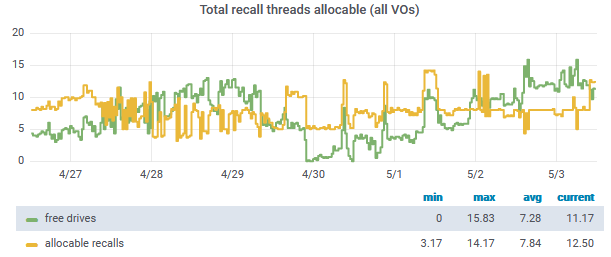 Total recall threads allocable (all VOs)
20
15
10
5
0
4/27 4/28 4/29 4/30 5/1 5/2 5/3
min max avg current
free drives 0 15.83 7.28 11.17
allocable recalls 3.17 14.17 7.84 12.50